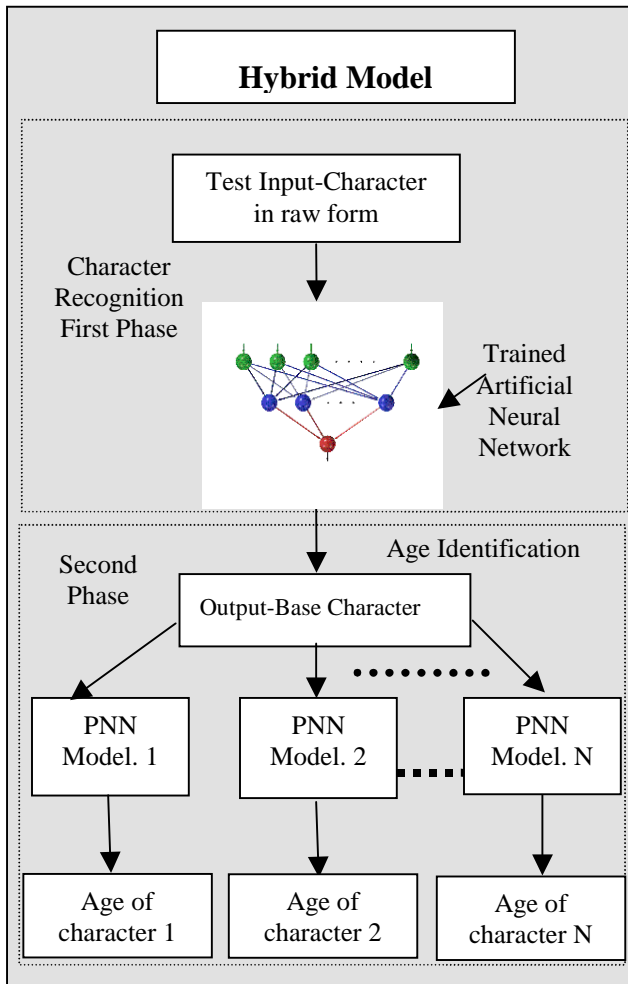 Hybrid Model
Test Input-Character
in raw form
Character
Recognition
First Phase
Trained
Artificial
Neural
Network
Age Identification
Second
Phase
Output-Base Character
PNN
Model. 1
PNN
Model. 2
PNN
Model. N
Age of
character 1
Age of
character 2
Age of
character N